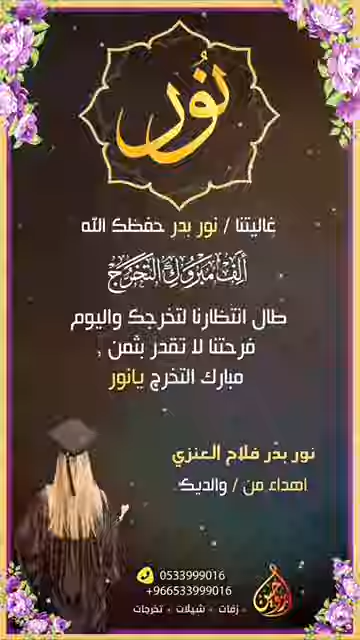 نور
غاليتنا / نور بدر حفظك الله
ألف مبروك التخرج
طال انتظارنا لتخرجك واليوم
فرحتنا لا تقدر بثمن .
مبارك التخرج يانور
نور بدر فلاح العنزي
اهداء من / والديك
0533999016
+966533999016
زفات - شيلات - تخرجات